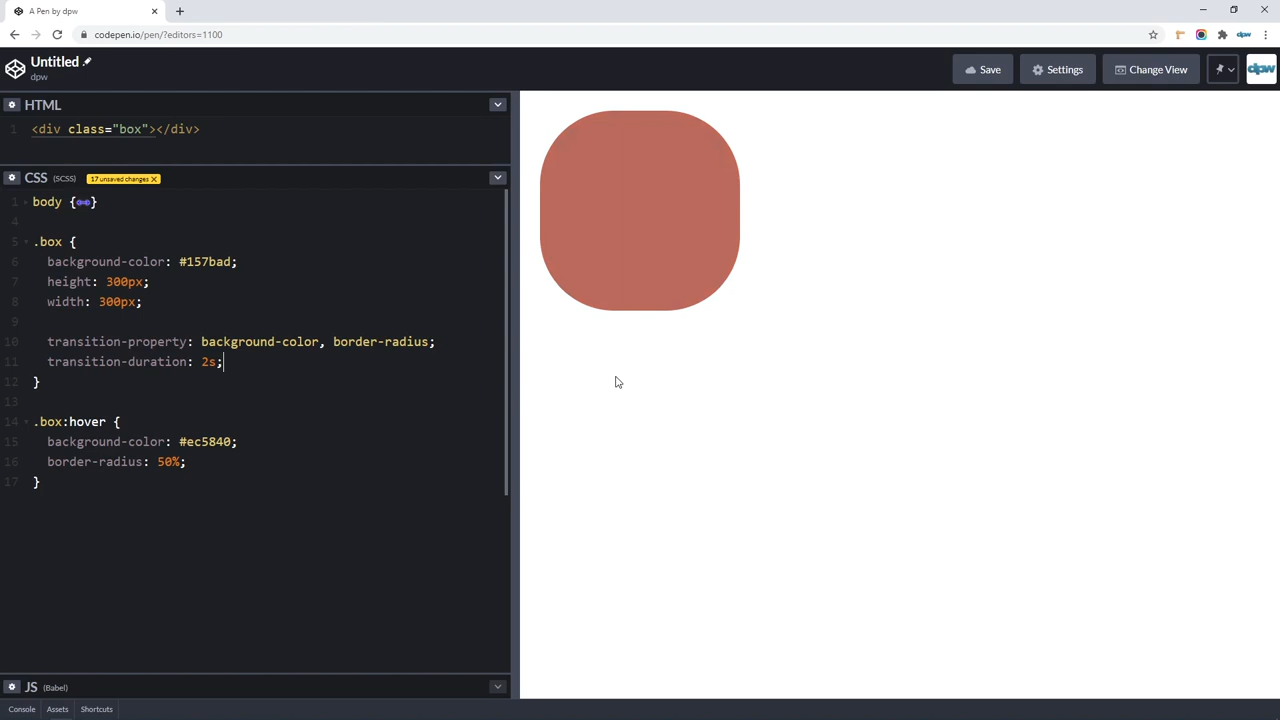 A Pen by dpw
codepen.io/pen/?editors=1100
dpw
Untitled
dpw
Save
Settings
Change View
dpw
HTML
1 <div class="box"></div>
CSS (SCSS) 17 unsaved changes X
1 body {}
4
5 .box {
6 background-color: #157bad;
7 height: 300px;
8 width: 300px;
9
10 transition-property: background-color, border-radius;
11 transition-duration: 2s;
12 }
13
14 .box:hover {
15 background-color: #ec5840;
16 border-radius: 50%;
17 }
JS (Babel)
Console Assets Shortcuts